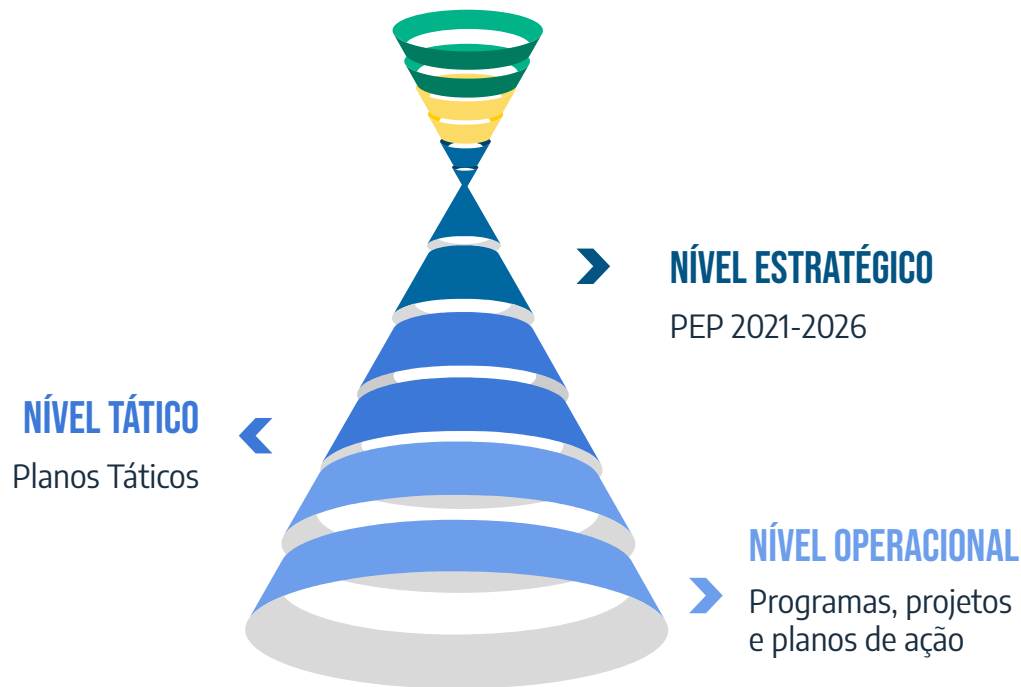 NÍVEL ESTRATÉGICO
PEP 2021-2026
NÍVEL TÁTICO
Planos Táticos
NÍVEL OPERACIONAL
Programas, projetos
e planos de ação